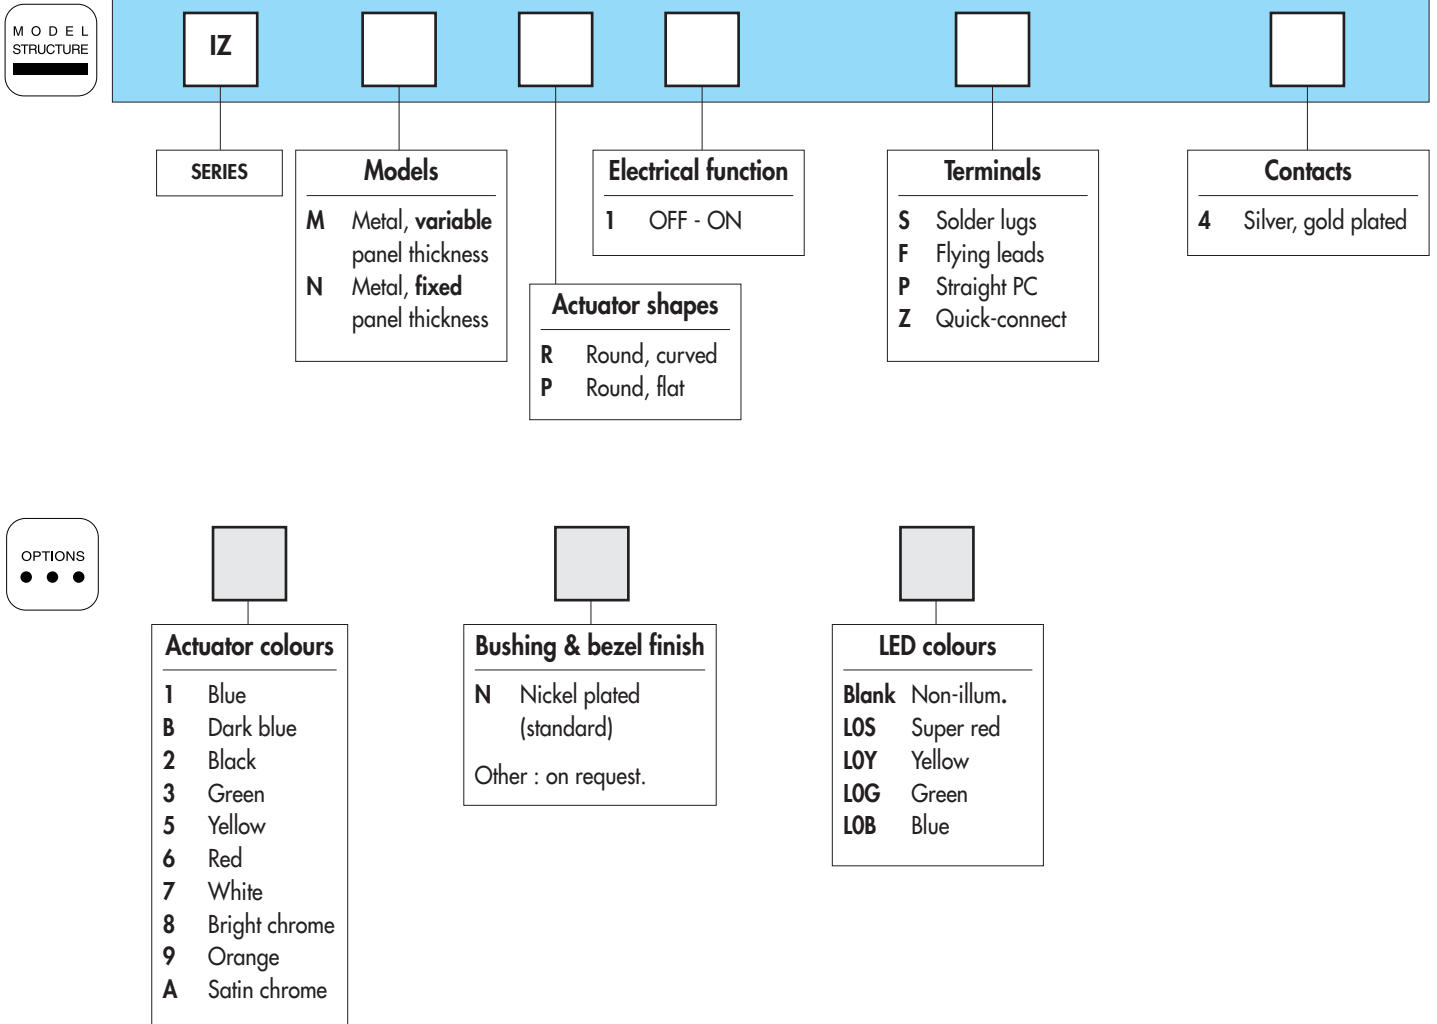 MODEL
STRUCTURE
IZ
SERIES
Models
M Metal, variable
panel thickness
N Metal, fixed
panel thickness
Actuator shapes
R Round, curved
P Round, flat
Electrical function
1 OFF - ON
Terminals
S Solder lugs
F Flying leads
P Straight PC
Z Quick-connect
Contacts
4 Silver, gold plated
OPTIONS
Actuator colours
1 Blue
B Dark blue
2 Black
3 Green
5 Yellow
6 Red
7 White
8 Bright chrome
9 Orange
A Satin chrome
Bushing & bezel finish
N Nickel plated
(standard)
Other : on request.
LED colours
Blank Non-illum.
L0S Super red
L0Y Yellow
L0G Green
L0B Blue